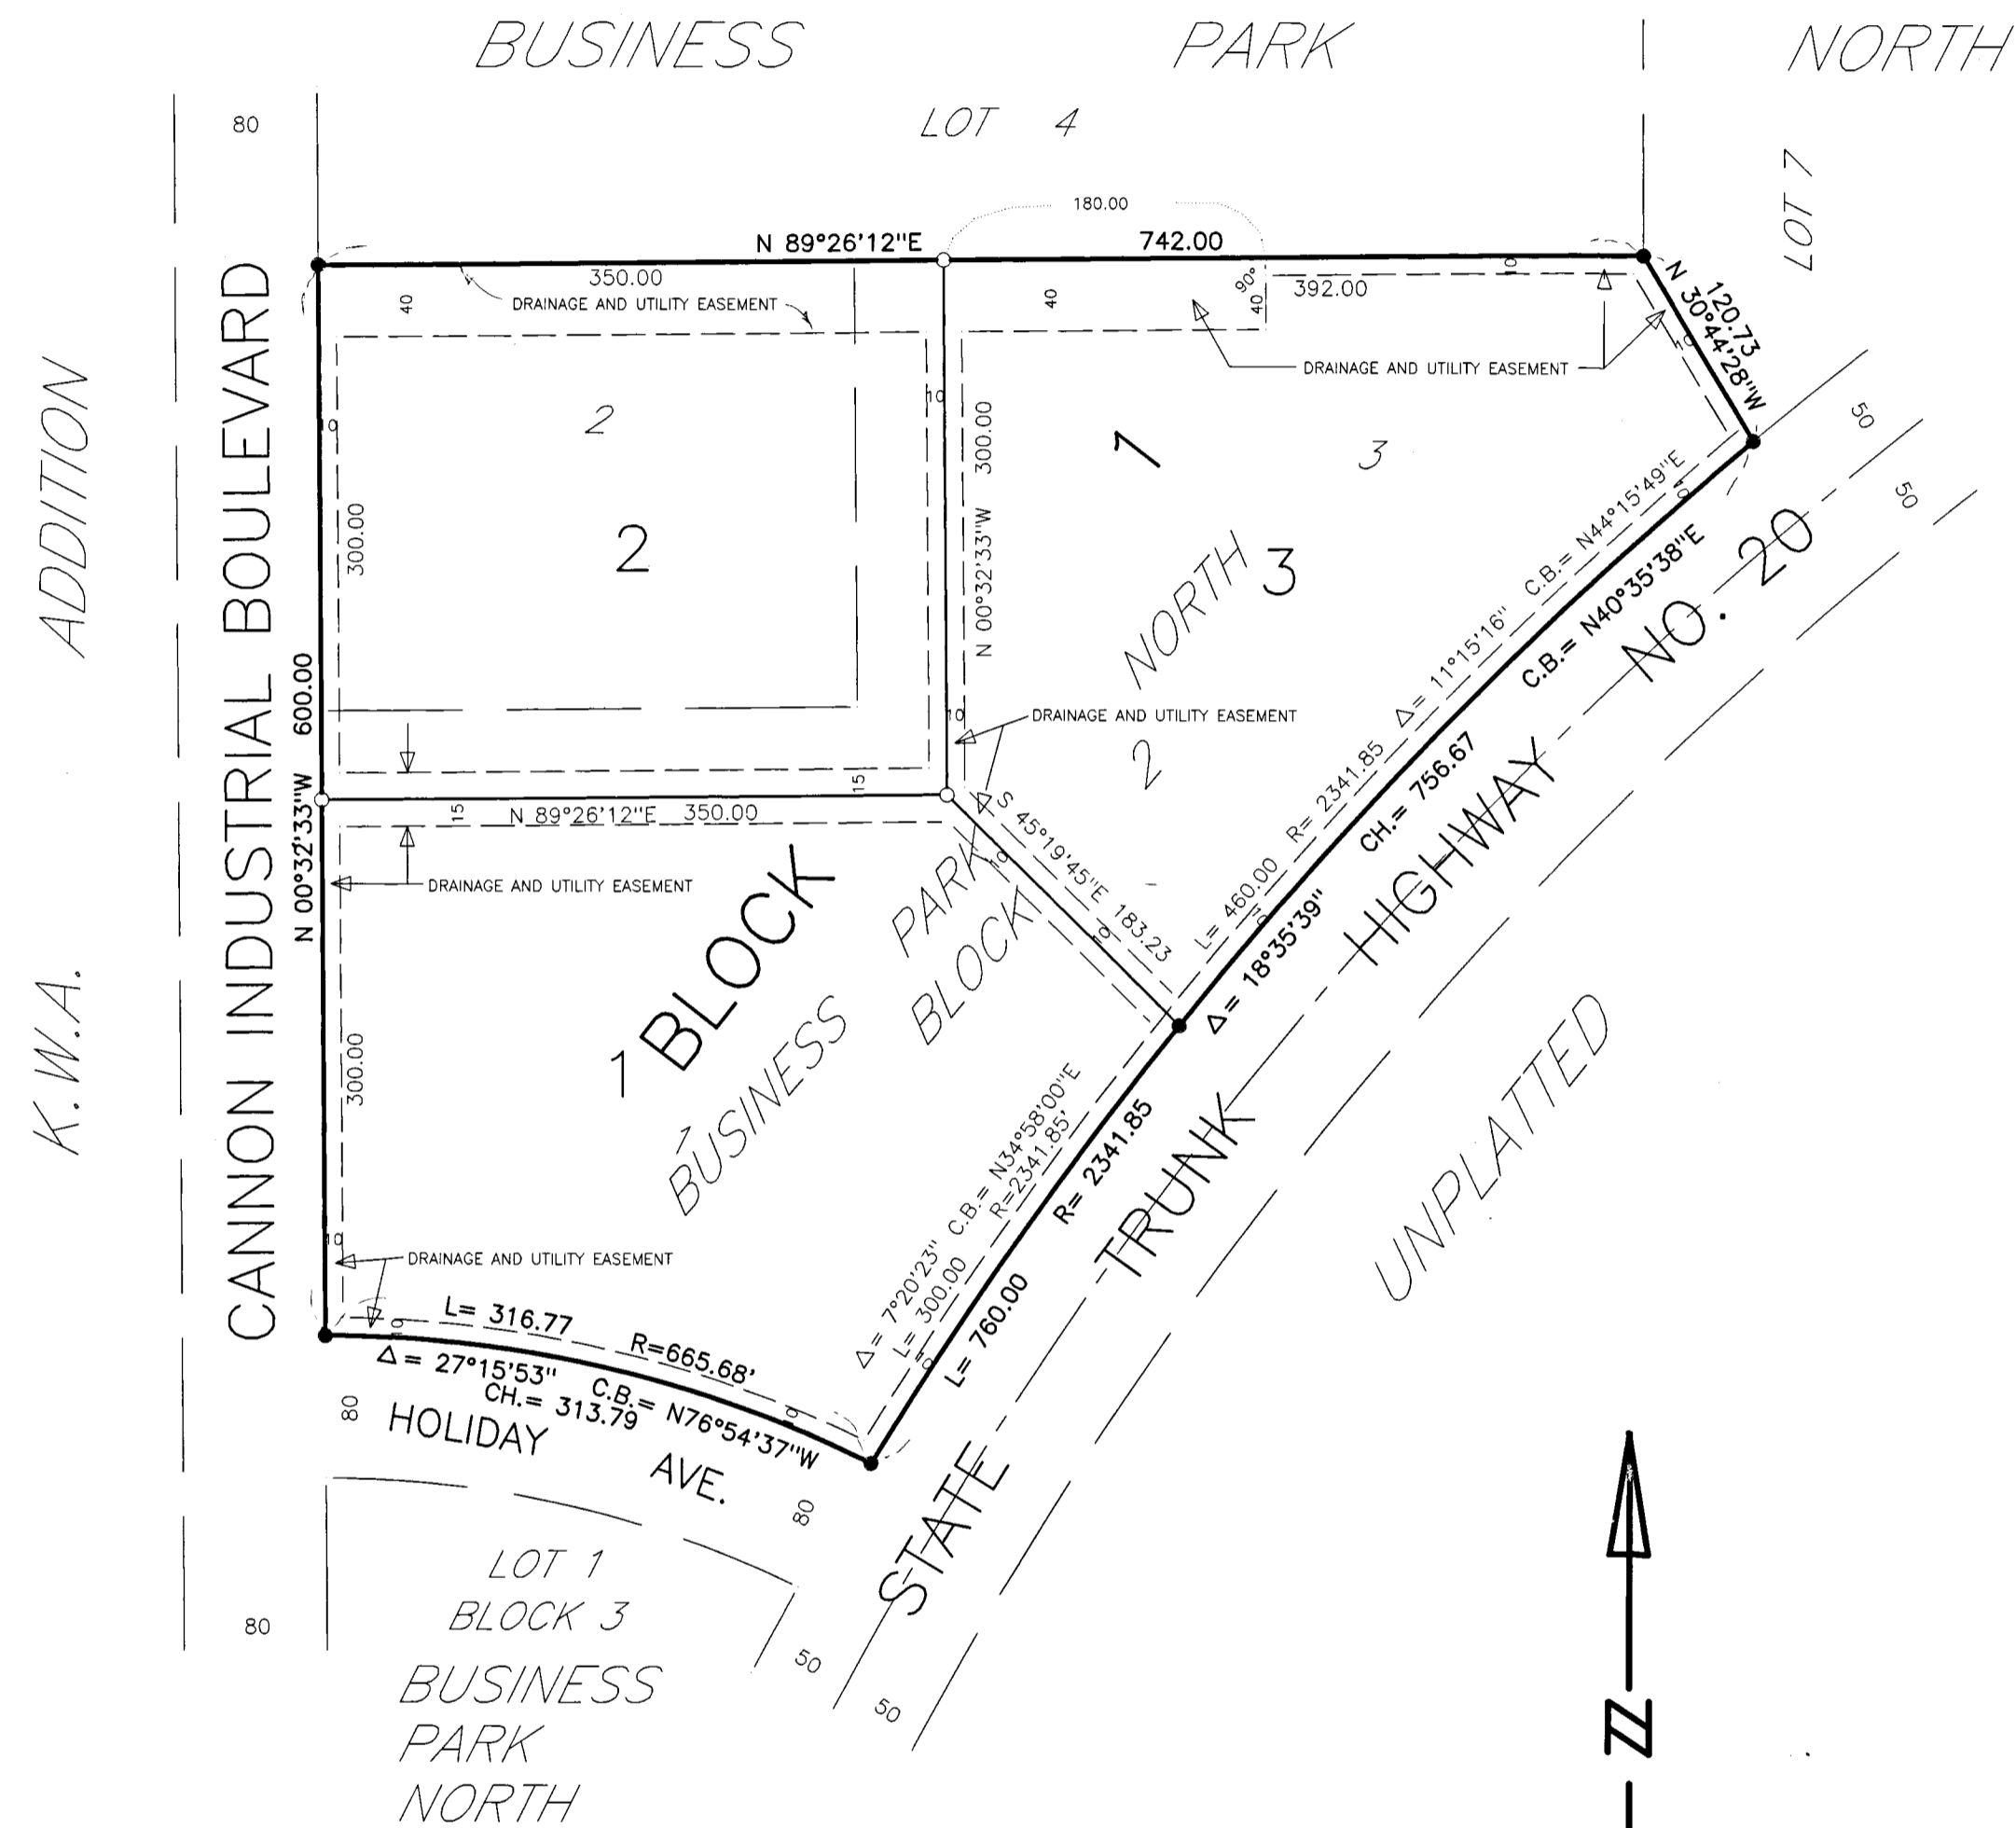 BUSINESS PARK NORTH
80
LOT 4
LOT 7
180.00
N 89°26'12"E
742.00
350.00
392.00
90°
10
40
DRAINAGE AND UTILITY EASEMENT
40
40
N 30°44'28"W
120.73
10
DRAINAGE AND UTILITY EASEMENT
50
50
K.W.A. ADDITION
CANNON INDUSTRIAL BOULEVARD
N 00°32'33"W 600.00
10
300.00
2
2
10
N 00°32'33"W 300.00
1
3
3
NORTH
2
C.B.= N44°15'49"E
10
C.B.= N40°35'38"E
10
DRAINAGE AND UTILITY EASEMENT
15
15
N 89°26'12"E 350.00
DRAINAGE AND UTILITY EASEMENT
S 45°19'45"E 183.23
10
10
L= 460.00 R= 2341.85 Δ= 11°15'16"
10
CH.= 756.67
Δ= 18°35'39"
BLOCK
1
1
BUSINESS
PARK
BLOCK
300.00
10
DRAINAGE AND UTILITY EASEMENT
Δ= 7°20'23" C.B.= N34°58'00"E
L= 300.00 R=2341.85'
10
L= 760.00 R= 2341.85
STATE TRUNK HIGHWAY NO. 20
UNPLATTED
10
L= 316.77 R=665.68'
10
Δ= 27°15'53"
CH.= 313.79
C.B.= N76°54'37"W
80
HOLIDAY AVE.
80
LOT 1
BLOCK 3
BUSINESS
PARK
NORTH
80
50
50
N